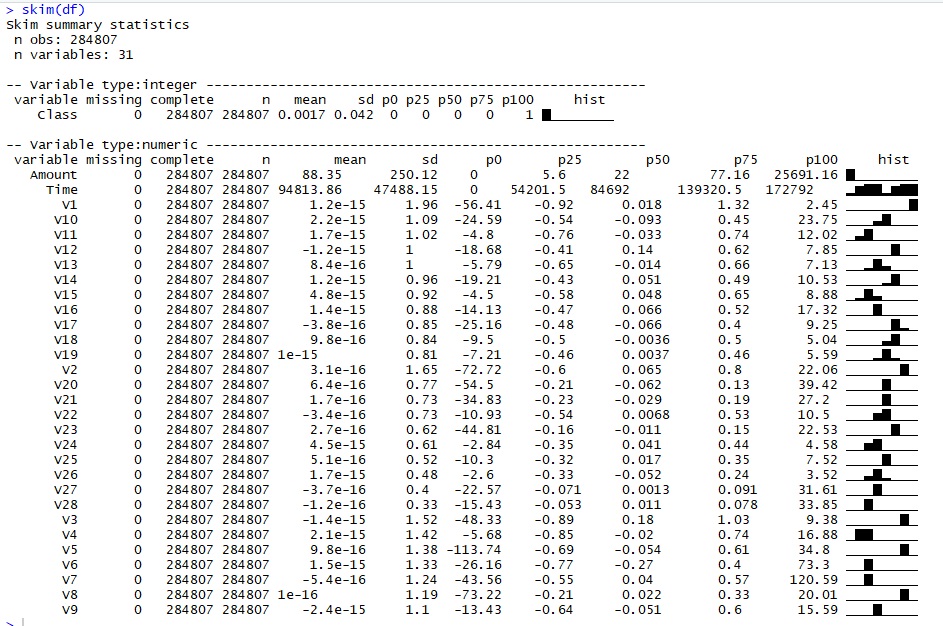 > skim(df)
Skim summary statistics
n obs: 284807
n variables: 31
-- Variable type:integer --------------------------------------------------------
variable missing complete n mean sd p0 p25 p50 p75 p100 hist
Class 0 284807 284807 0.0017 0.042 0 0 0 0 1
-- Variable type:numeric --------------------------------------------------------
variable missing complete n mean sd p0 p25 p50 p75 p100 hist
Amount 0 284807 284807 88.35 250.12 0 5.6 22 77.16 25691.16
Time 0 284807 284807 94813.86 47488.15 0 54201.5 84692 139320.5 172792
V1 0 284807 284807 1.2e-15 1.96 -56.41 -0.92 0.018 1.32 2.45
V10 0 284807 284807 2.2e-15 1.09 -24.59 -0.54 -0.093 0.45 23.75
V11 0 284807 284807 1.7e-15 1.02 -4.8 -0.76 -0.033 0.74 12.02
V12 0 284807 284807 -1.2e-15 1 -18.68 -0.41 0.14 0.62 7.85
V13 0 284807 284807 8.4e-16 1 -5.79 -0.65 -0.014 0.66 7.13
V14 0 284807 284807 1.2e-15 0.96 -19.21 -0.43 0.051 0.49 10.53
V15 0 284807 284807 4.8e-15 0.92 -4.5 -0.58 0.048 0.65 8.88
V16 0 284807 284807 1.4e-15 0.88 -14.13 -0.47 0.066 0.52 17.32
V17 0 284807 284807 -3.8e-16 0.85 -25.16 -0.48 -0.066 0.4 9.25
V18 0 284807 284807 9.8e-16 0.84 -9.5 -0.5 -0.0036 0.5 5.04
V19 0 284807 284807 1e-15 0.81 -7.21 -0.46 0.0037 0.46 5.59
V2 0 284807 284807 3.1e-16 1.65 -72.72 -0.6 0.065 0.8 22.06
V20 0 284807 284807 6.4e-16 0.77 -54.5 -0.21 -0.062 0.13 39.42
V21 0 284807 284807 1.7e-16 0.73 -34.83 -0.23 -0.029 0.19 27.2
V22 0 284807 284807 -3.4e-16 0.73 -10.93 -0.54 0.0068 0.53 10.5
V23 0 284807 284807 2.7e-16 0.62 -44.81 -0.16 -0.011 0.15 22.53
V24 0 284807 284807 4.5e-15 0.61 -2.84 -0.35 0.041 0.44 4.58
V25 0 284807 284807 5.1e-16 0.52 -10.3 -0.32 0.017 0.35 7.52
V26 0 284807 284807 1.7e-15 0.48 -2.6 -0.33 -0.052 0.24 3.52
V27 0 284807 284807 -3.7e-16 0.4 -22.57 -0.071 0.0013 0.091 31.61
V28 0 284807 284807 -1.2e-16 0.33 -15.43 -0.053 0.011 0.078 33.85
V3 0 284807 284807 -1.4e-15 1.52 -48.33 -0.89 0.18 1.03 9.38
V4 0 284807 284807 2.1e-15 1.42 -5.68 -0.85 -0.02 0.74 16.88
V5 0 284807 284807 9.8e-16 1.38 -113.74 -0.69 -0.054 0.61 34.8
V6 0 284807 284807 1.5e-15 1.33 -26.16 -0.77 -0.27 0.4 73.3
V7 0 284807 284807 -5.4e-16 1.24 -43.56 -0.55 0.04 0.57 120.59
V8 0 284807 284807 1e-16 1.19 -73.22 -0.21 0.022 0.33 20.01
V9 0 284807 284807 -2.4e-15 1.1 -13.43 -0.64 -0.051 0.6 15.59
>